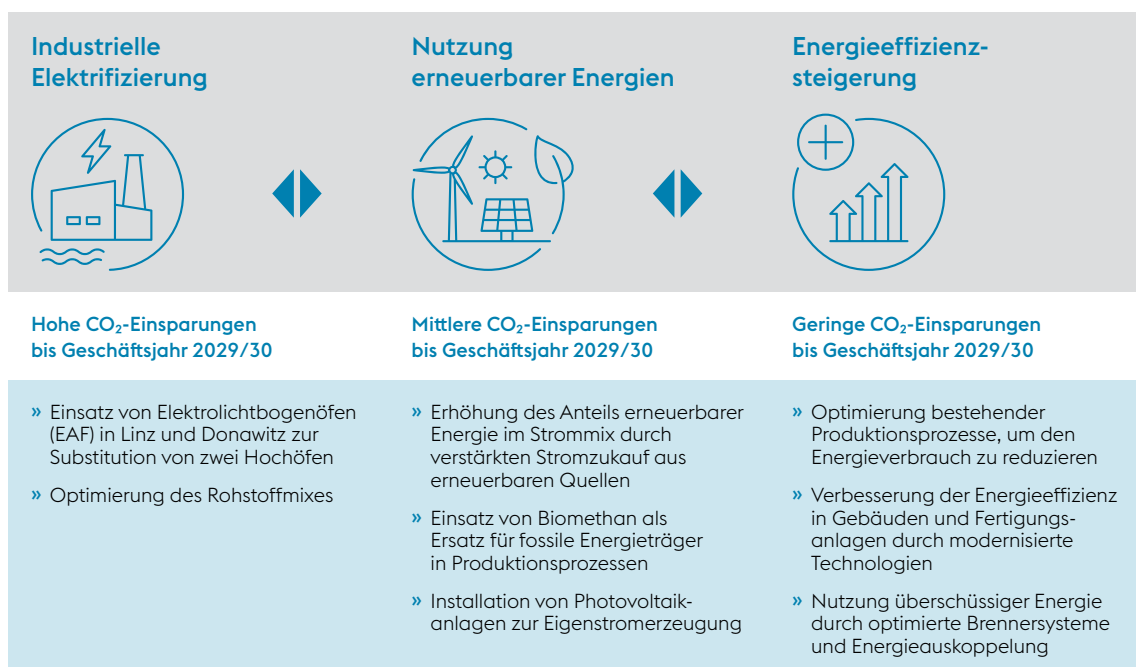 Industrielle
Elektrifizierung
Nutzung
erneuerbarer Energien
Energieeffizienz-
steigerung
Hohe CO₂-Einsparungen
bis Geschäftsjahr 2029/30
Mittlere CO₂-Einsparungen
bis Geschäftsjahr 2029/30
Geringe CO₂-Einsparungen
bis Geschäftsjahr 2029/30
» Einsatz von Elektrolichtbogenöfen
(EAF) in Linz und Donawitz zur
Substitution von zwei Hochöfen
» Optimierung des Rohstoffmixes
» Erhöhung des Anteils erneuerbarer
Energie im Strommix durch
verstärkten Stromzukauf aus
erneuerbaren Quellen
» Einsatz von Biomethan als
Ersatz für fossile Energieträger
in Produktionsprozessen
» Installation von Photovoltaik-
anlagen zur Eigenstromerzeugung
» Optimierung bestehender
Produktionsprozesse, um den
Energieverbrauch zu reduzieren
» Verbesserung der Energieeffizienz
in Gebäuden und Fertigungs-
anlagen durch modernisierte
Technologien
» Nutzung überschüssiger Energie
durch optimierte Brennersysteme
und Energieauskoppelung